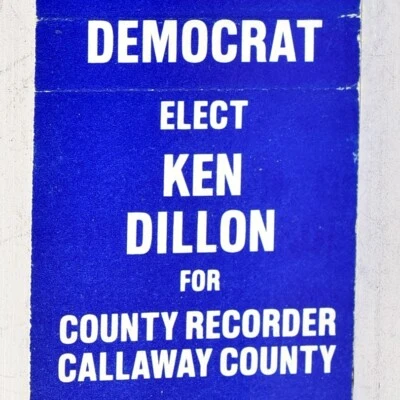 DEMOCRAT
ELECT
KEN
DILLON
FOR
COUNTY RECORDER
CALLAWAY COUNTY